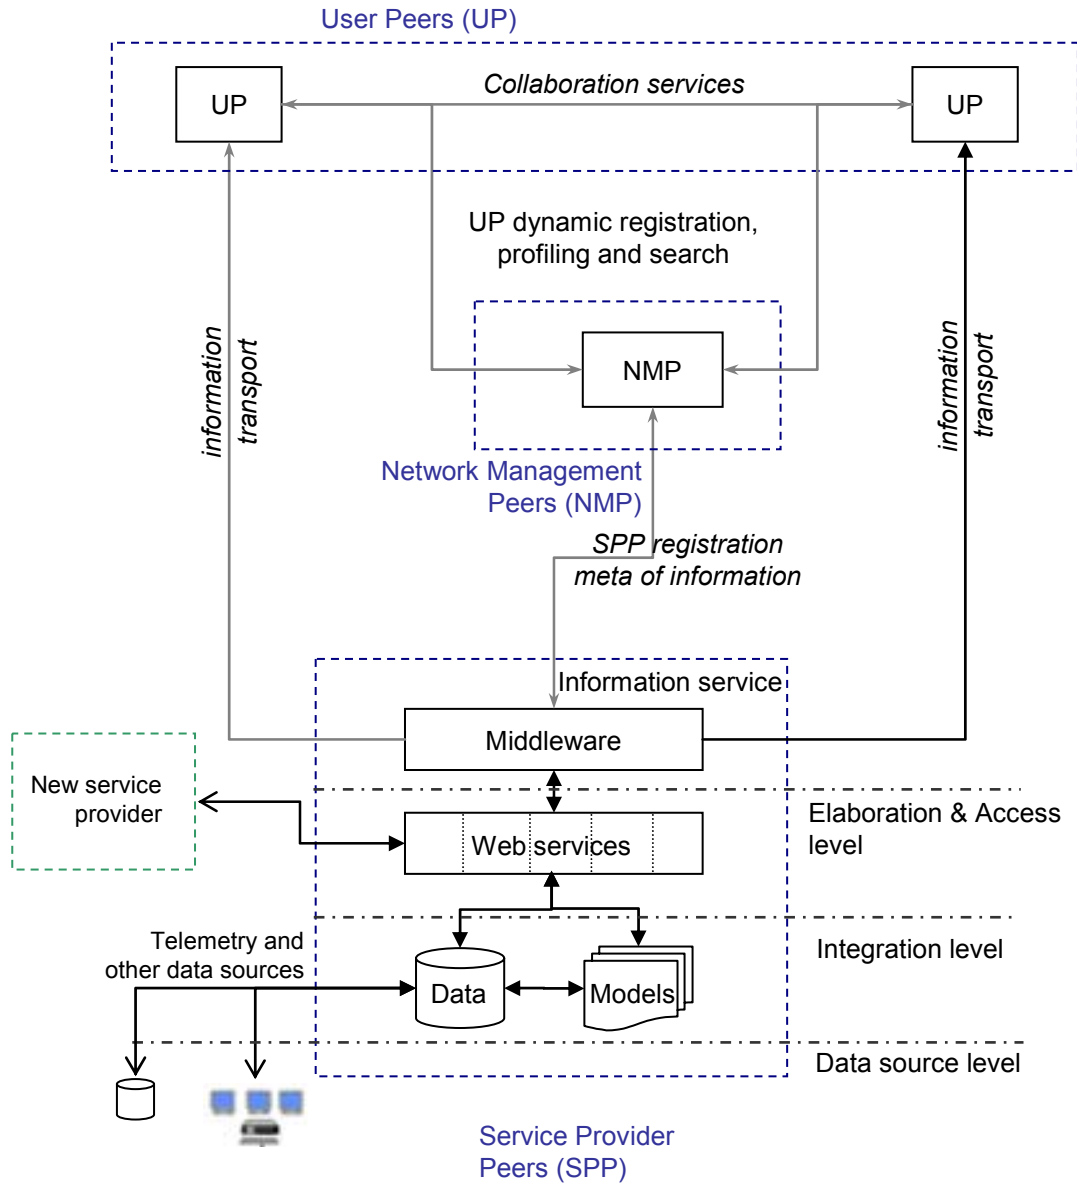 User Peers (UP)
Collaboration services
UP
UP
UP dynamic registration,
profiling and search
information
transport
NMP
information
transport
Network Management
Peers (NMP)
SPP registration
meta of information
Information service
Middleware
New service
provider
Elaboration & Access
level
Web services
Telemetry and
other data sources
Integration level
Data
Models
Data source level
Service Provider
Peers (SPP)